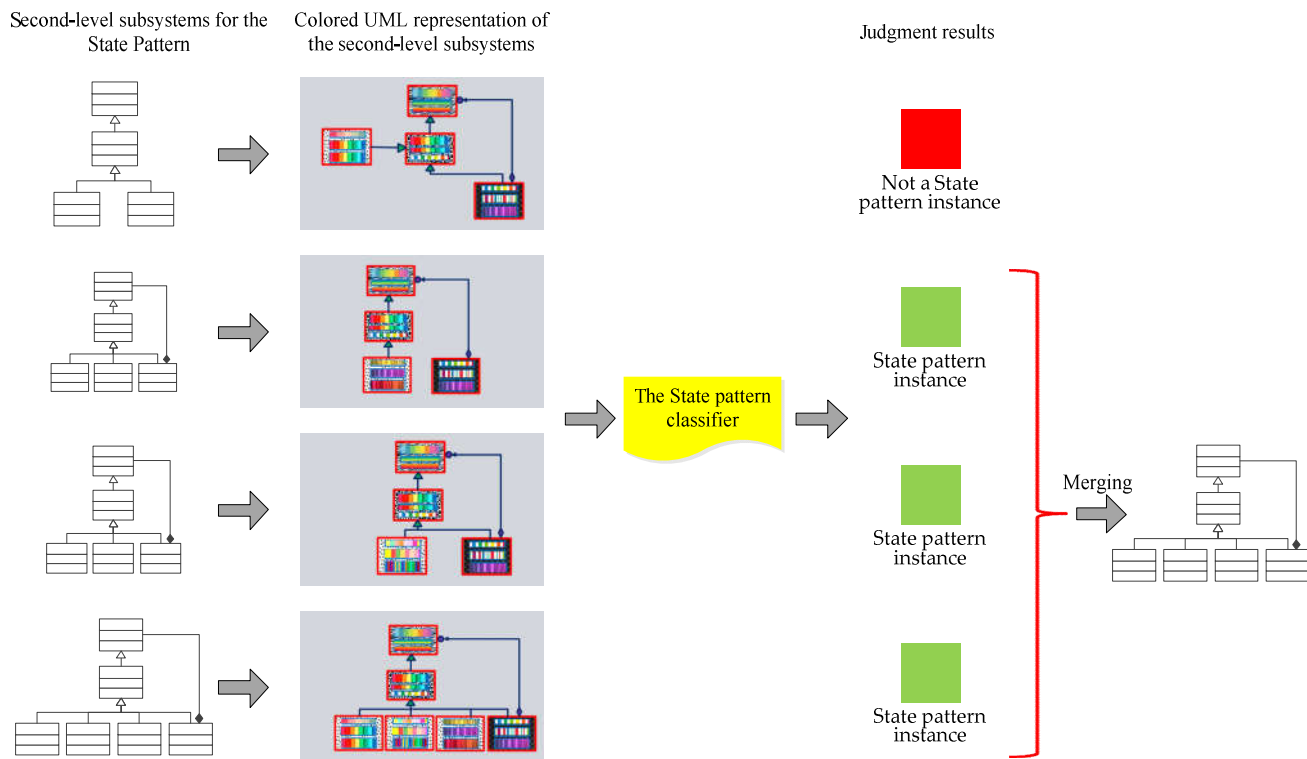 Second-level subsystems for the
State Pattern
Colored UML representation of
the second-level subsystems
Judgment results
Not a State
pattern instance
State pattern
instance
The State pattern
classifier
State pattern
instance
Merging
State pattern
instance